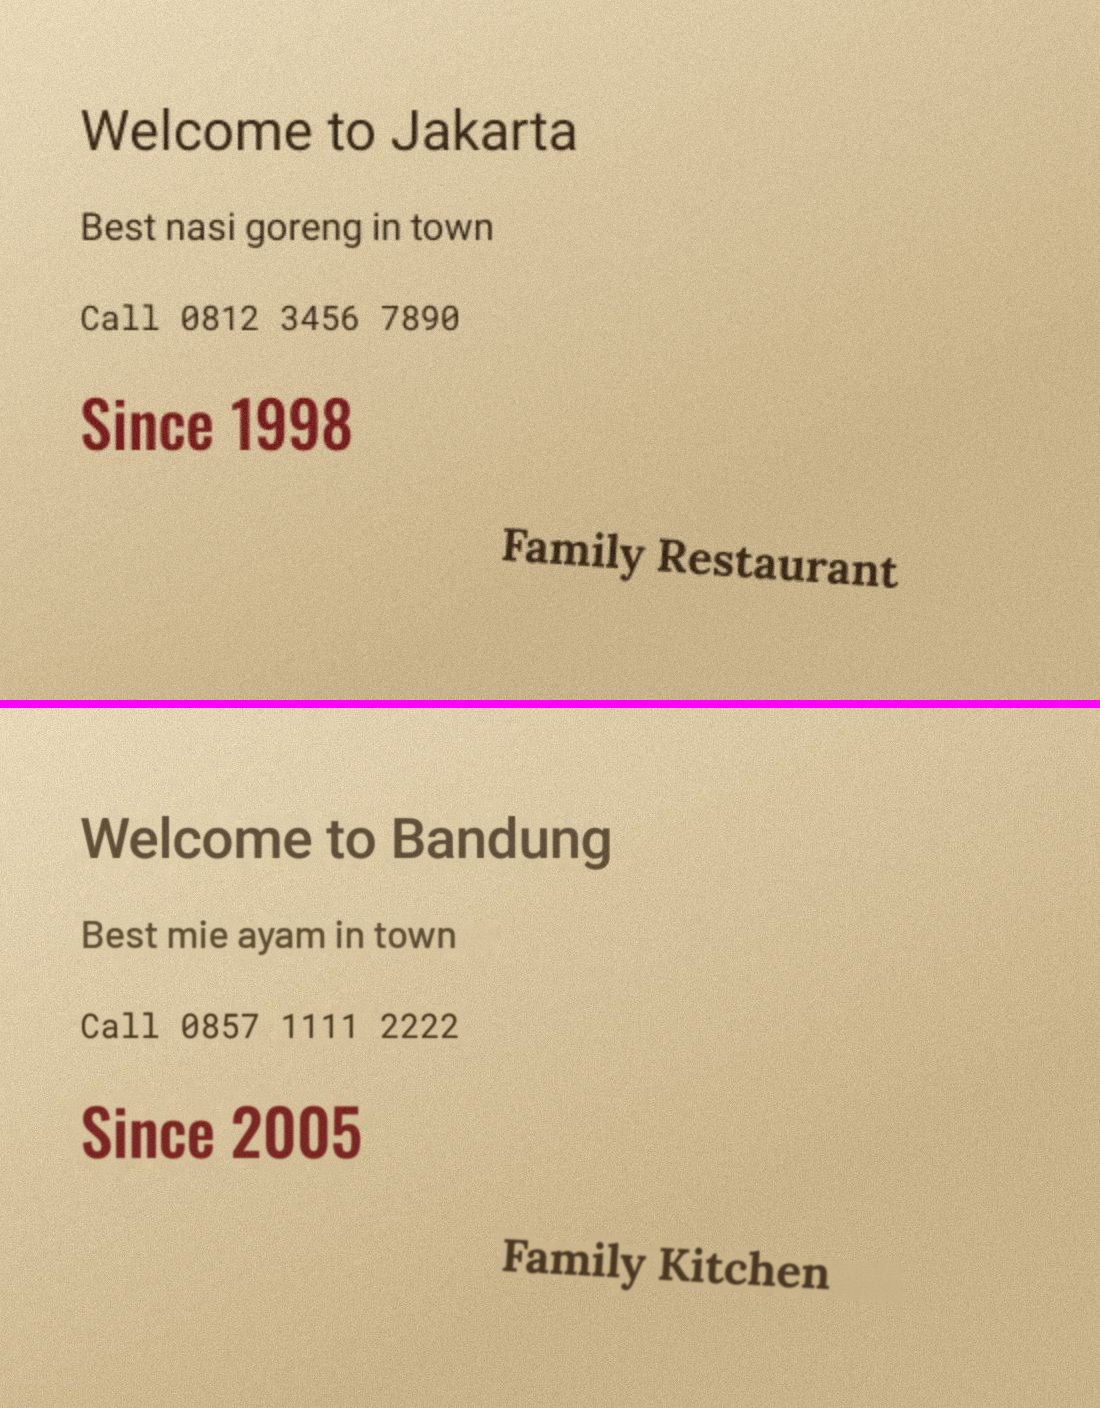 Welcome to Jakarta
Best nasi goreng in town
Call 0812 3456 7890
Since 1998
Family Restaurant
Welcome to Bandung
Best mie ayam in town
Call 0857 1111 2222
Since 2005
Family Kitchen